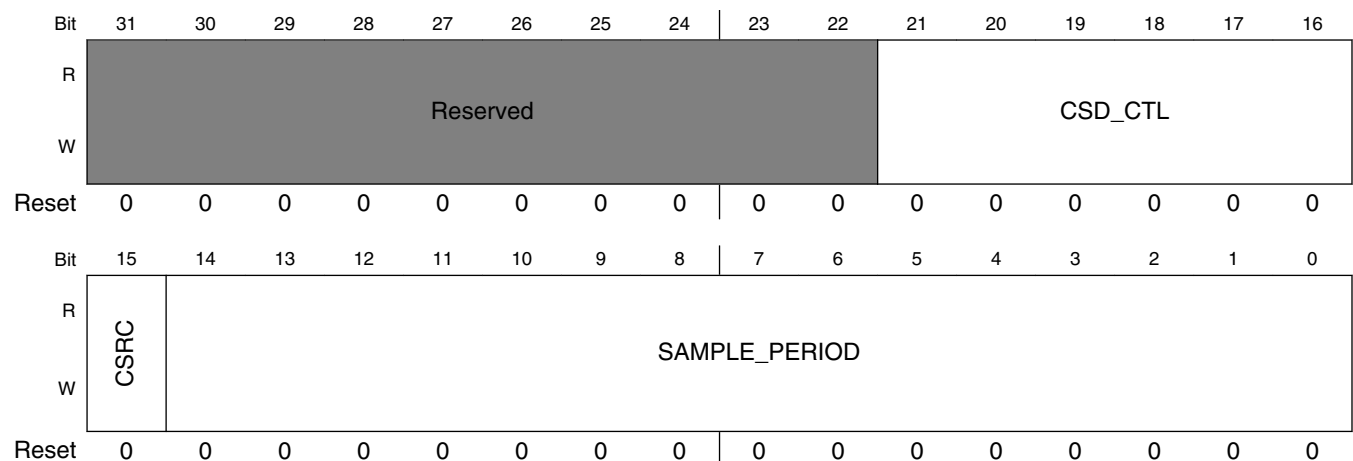 Bit 31 30 29 28 27 26 25 24 23 22 21 20 19 18 17 16
R
Reserved CSD_CTL
W
Reset 0 0 0 0 0 0 0 0 0 0 0 0 0 0 0 0
Bit 15 14 13 12 11 10 9 8 7 6 5 4 3 2 1 0
R
CSRC SAMPLE_PERIOD
W
Reset 0 0 0 0 0 0 0 0 0 0 0 0 0 0 0 0